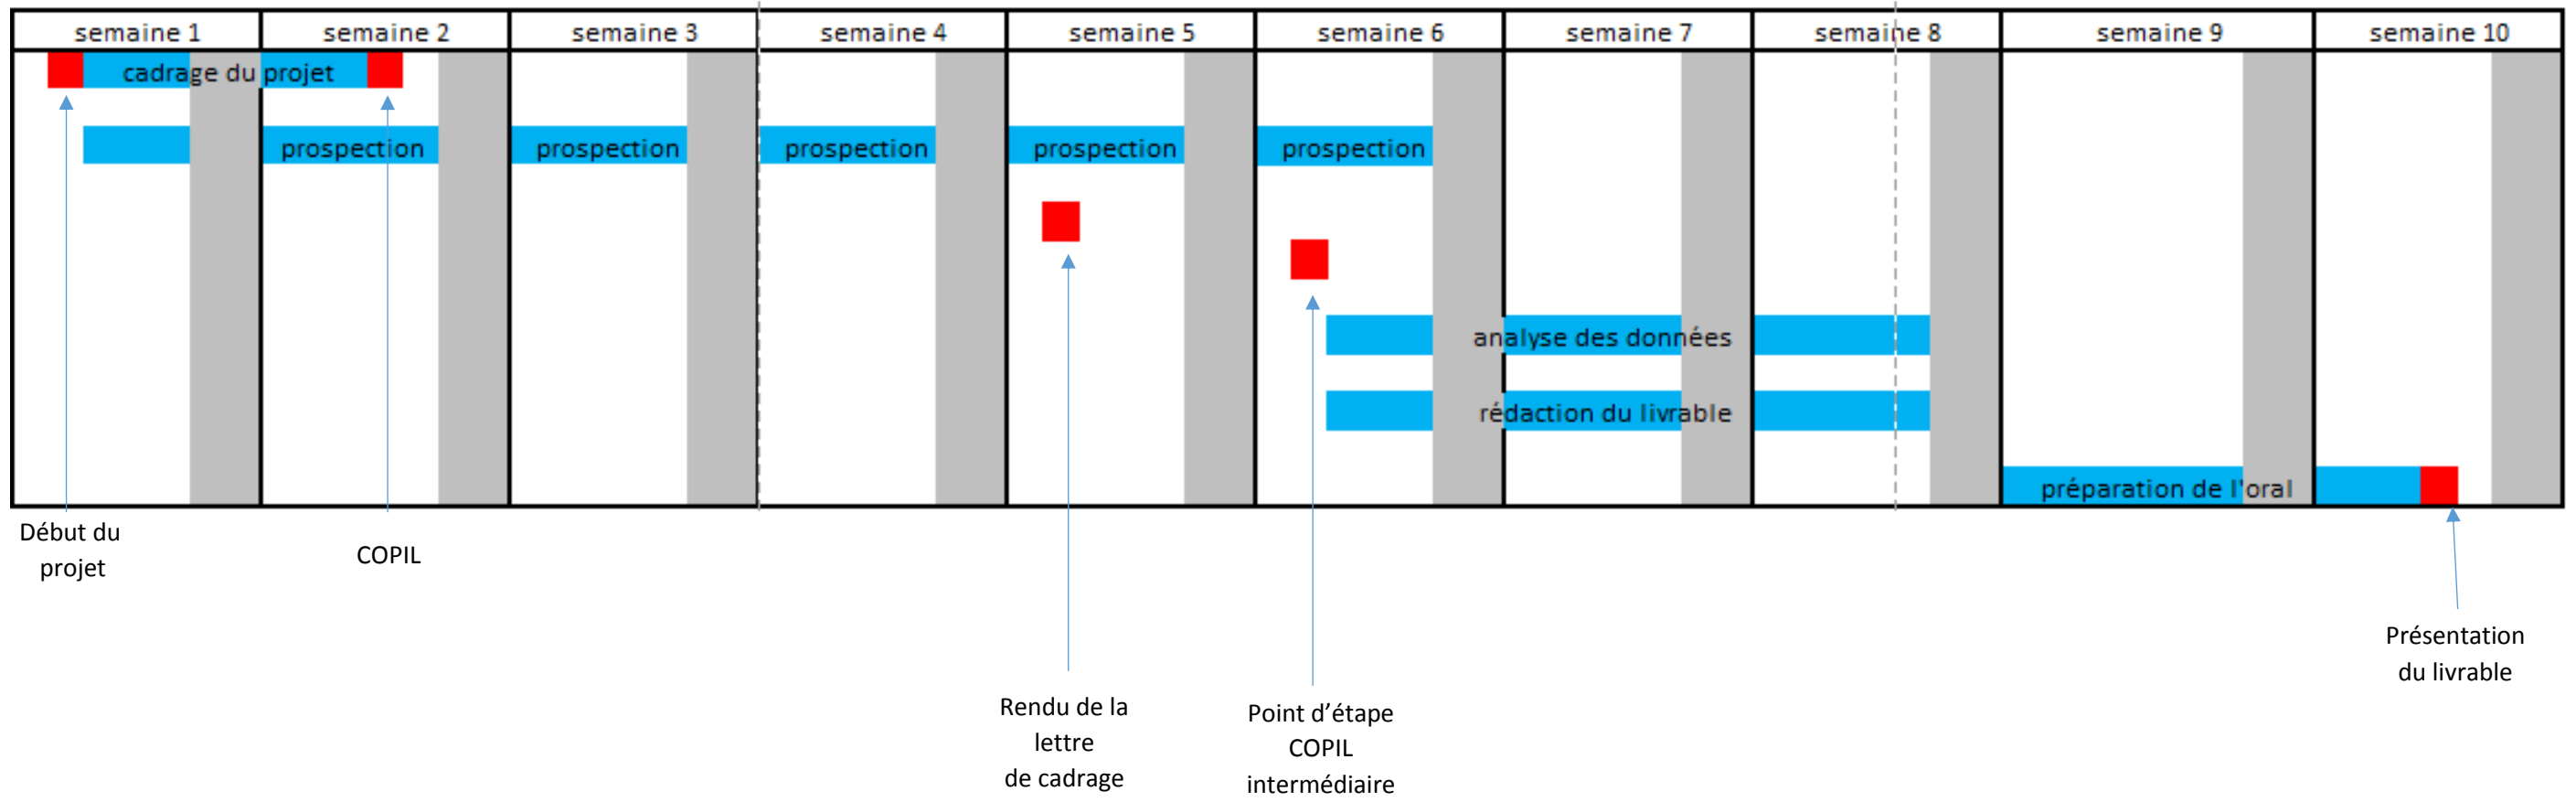 semaine 1
semaine 2
semaine 3
semaine 4
semaine 5
semaine 6
semaine 7
semaine 8
semaine 9
semaine 10
cadrage du projet
prospection
prospection
prospection
prospection
prospection
analyse des données
rédaction du livrable
préparation de l'oral
Début du
projet
COPIL
Rendu de la
lettre
de cadrage
Point d’étape
COPIL
intermédiaire
Présentation
du livrable